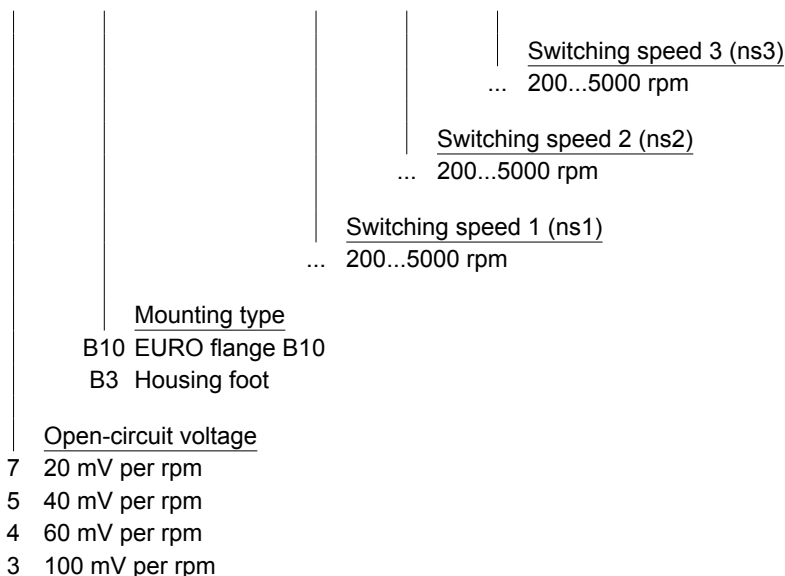 Switching speed 3 (ns3)
... 200...5000 rpm
Switching speed 2 (ns2)
... 200...5000 rpm
Switching speed 1 (ns1)
... 200...5000 rpm
Mounting type
B10 EURO flange B10
B3 Housing foot
Open-circuit voltage
7 20 mV per rpm
5 40 mV per rpm
4 60 mV per rpm
3 100 mV per rpm